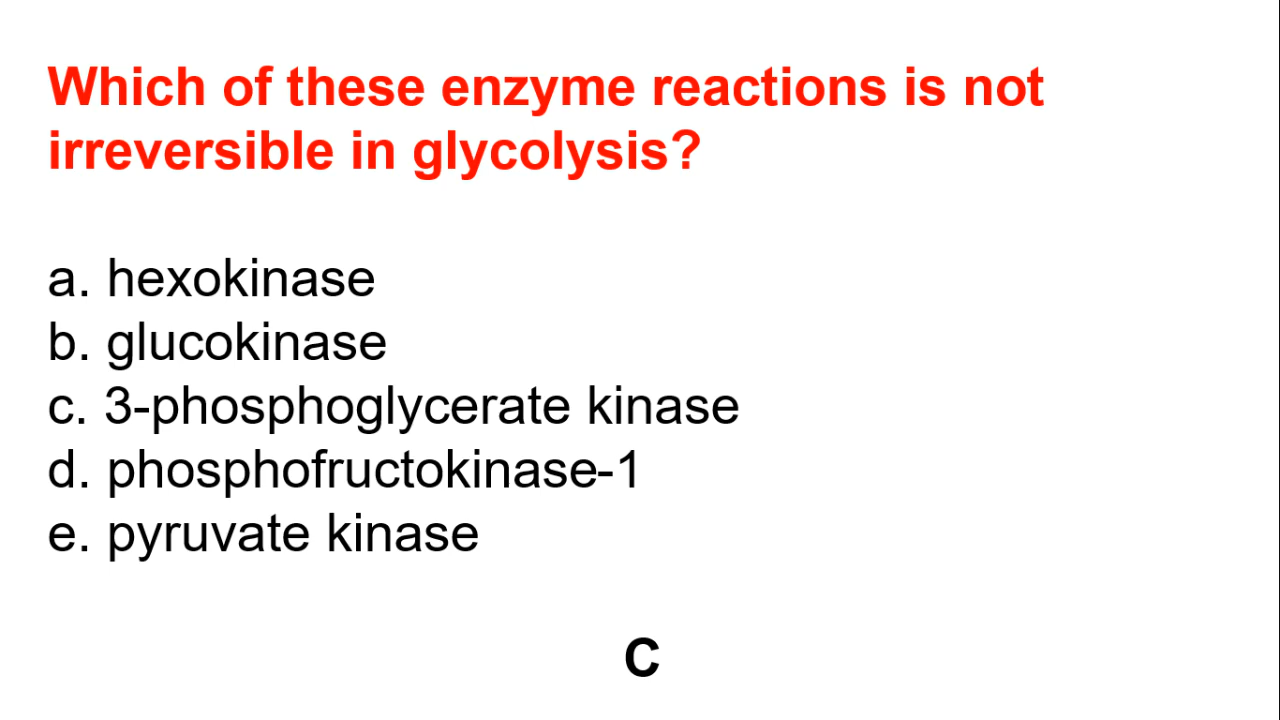 Which of these enzyme reactions is not
irreversible in glycolysis?
a. hexokinase
b. glucokinase
c. 3-phosphoglycerate kinase
d. phosphofructokinase-1
e. pyruvate kinase
C